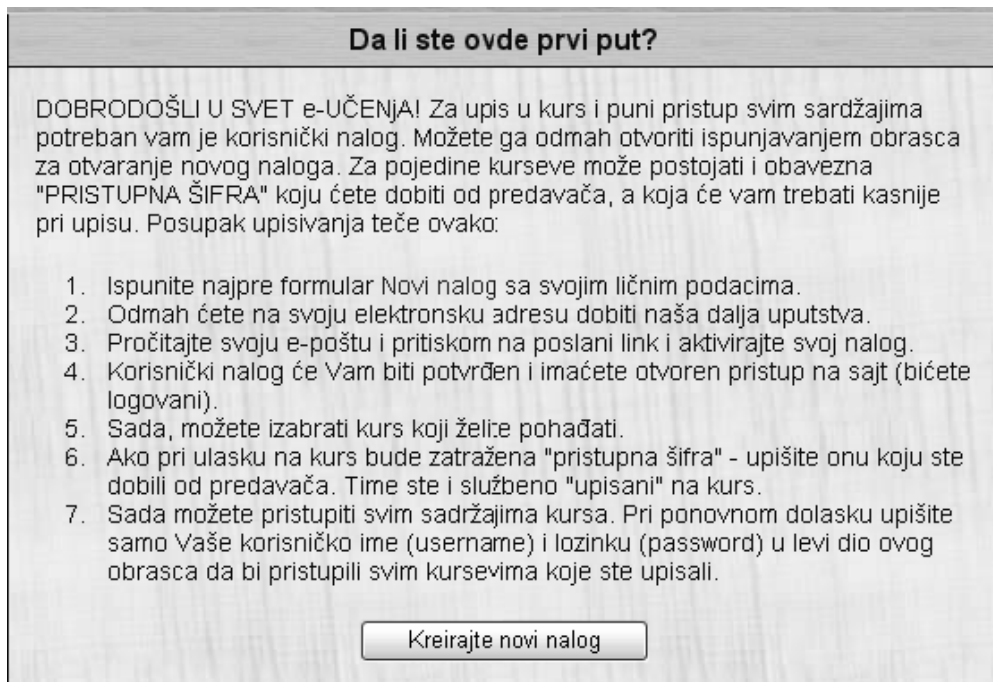 Da li ste ovde prvi put?
DOBRODOŠLI U SVET e-UČENjA! Za upis u kurs i puni pristup svim sardžajima
potreban vam je korisnički nalog. Možete ga odmah otvoriti ispunjavanjem obrasca
za otvaranje novog naloga. Za pojedine kurseve može postojati i obavezna
"PRISTUPNA ŠIFRA" koju ćete dobiti od predavača, a koja će vam trebati kasnije
pri upisu. Posupak upisivanja teče ovako:
1. Ispunite najpre formular Novi nalog sa svojim ličnim podacima.
2. Odmah ćete na svoju elektronsku adresu dobiti naša dalja uputstva.
3. Pročitajte svoju e-poštu i pritiskom na poslani link i aktivirajte svoj nalog.
4. Korisnički nalog će Vam biti potvrđen i imaćete otvoren pristup na sajt (bićete
logovani).
5. Sada, možete izabrati kurs koji želite pohađati.
6. Ako pri ulasku na kurs bude zatražena "pristupna šifra" - upišite onu koju ste
dobili od predavača. Time ste i službeno "upisani" na kurs.
7. Sada možete pristupiti svim sadržajima kursa. Pri ponovnom dolasku upišite
samo Vaše korisničko ime (username) i lozinku (password) u levi dio ovog
obrasca da bi pristupili svim kursevima koje ste upisali.
Kreirajte novi nalog